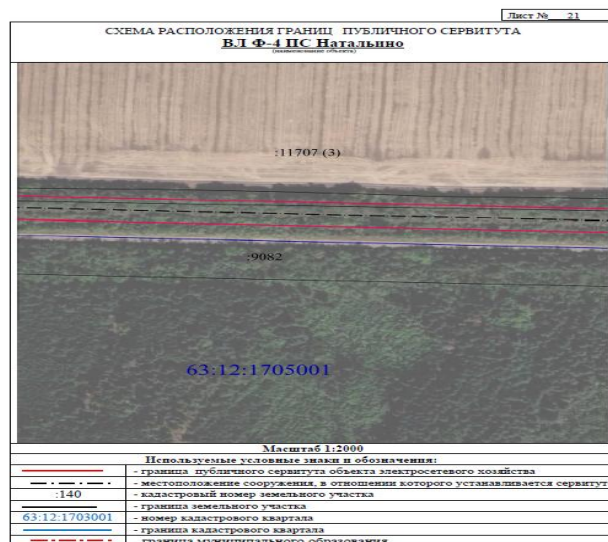 Лист № 21
СХЕМА РАСПОЛОЖЕНИЯ ГРАНИЦ ПУБЛИЧНОГО СЕРВИТУТА
ВЛ Ф-4 ПС Натальино
(наименование объекта)
:11707 (3)
:9082
63:12:1705001
Масштаб 1:2000
Используемые условные знаки и обозначения:
- граница публичного сервитута объекта электросетевого хозяйства
- местоположение сооружения, в отношении которого устанавливается сервитут
:140 - кадастровый номер земельного участка
- граница земельного участка
63:12:1703001 - номер кадастрового квартала
- граница кадастрового квартала
- граница муниципального образования